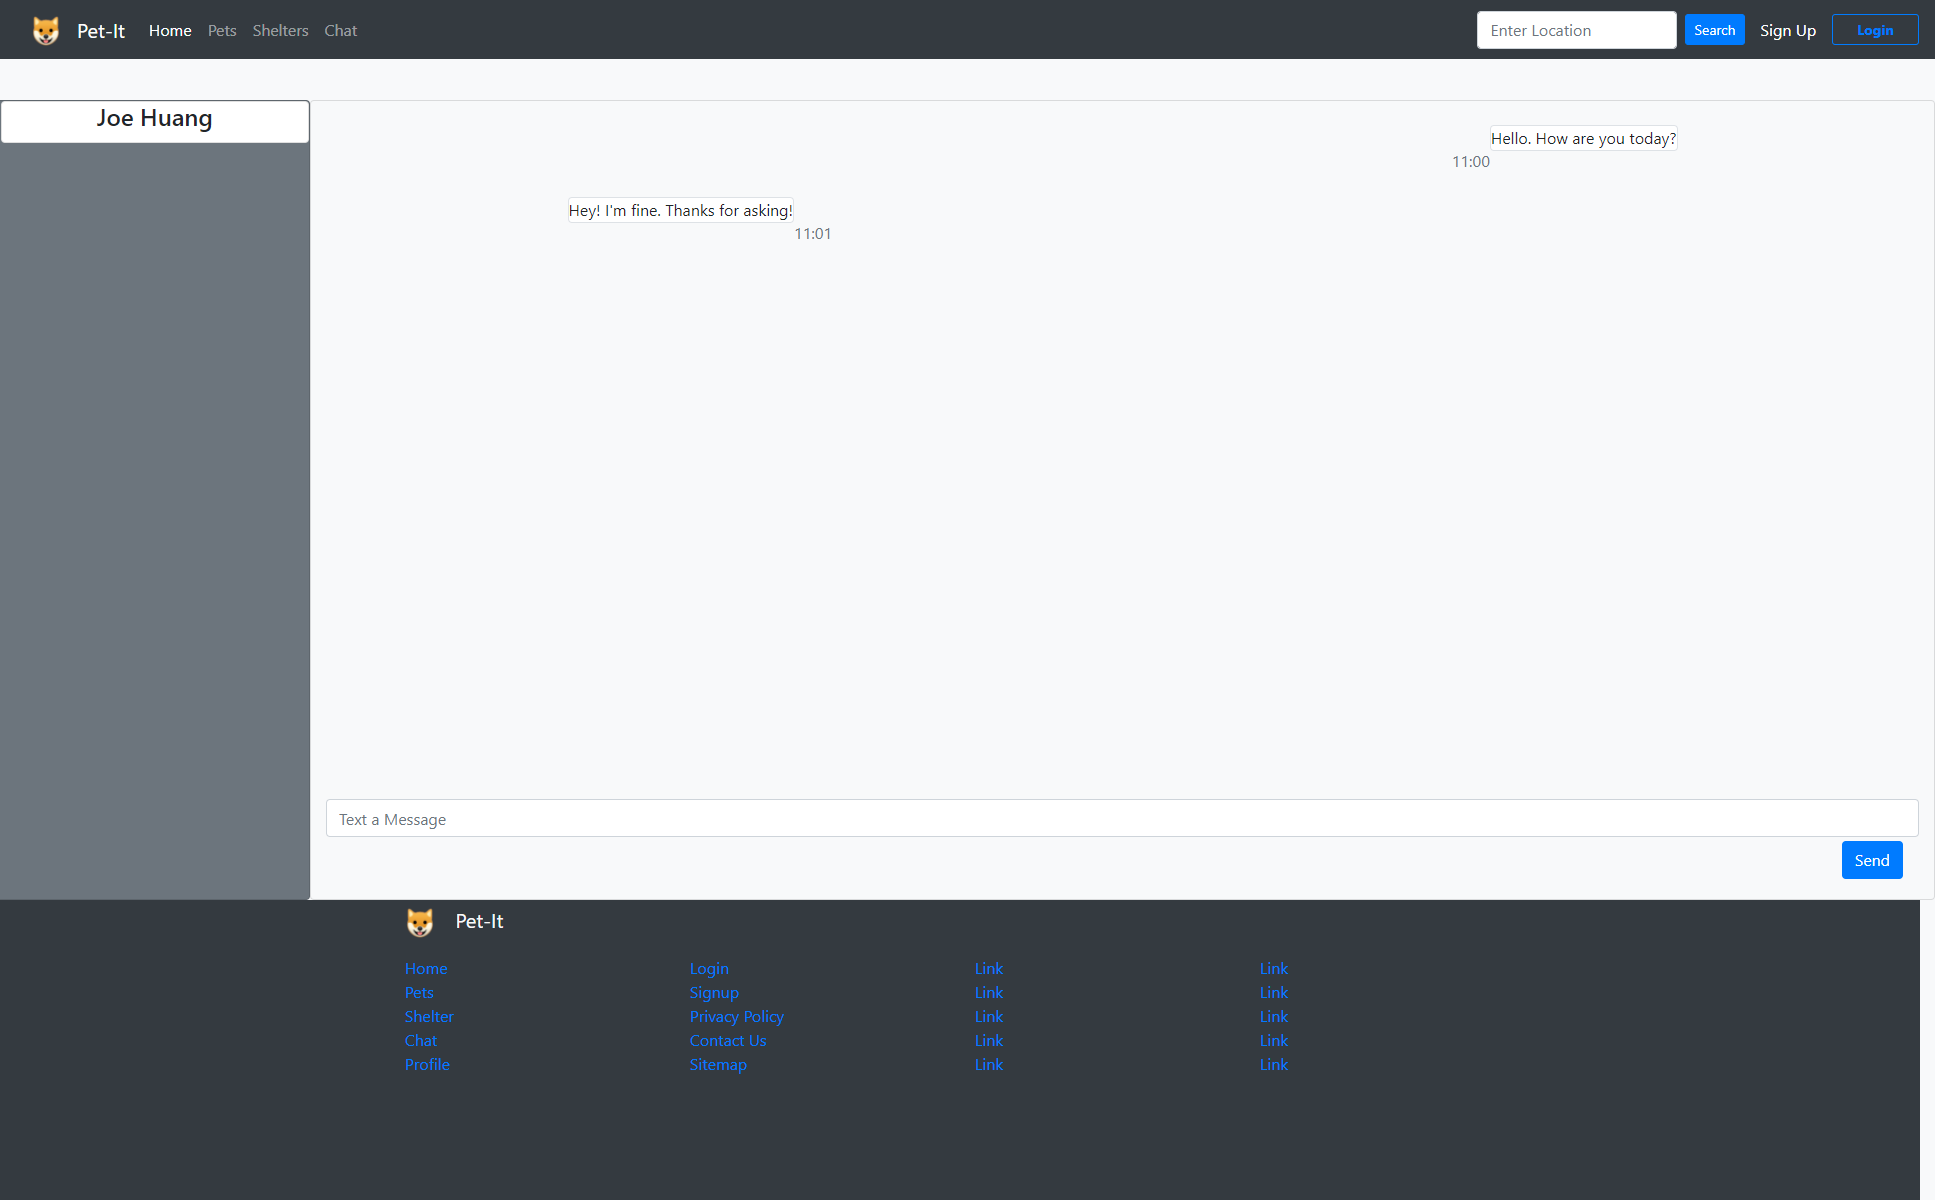 Pet-It Home Pets Shelters Chat Enter Location Search Sign Up Login
Joe Huang
Hello. How are you today?
11:00
Hey! I'm fine. Thanks for asking!
11:01
Text a Message
Send
Pet-It
Home Login Link Link
Pets Signup Link Link
Shelter Privacy Policy Link Link
Chat Contact Us Link Link
Profile Sitemap Link Link